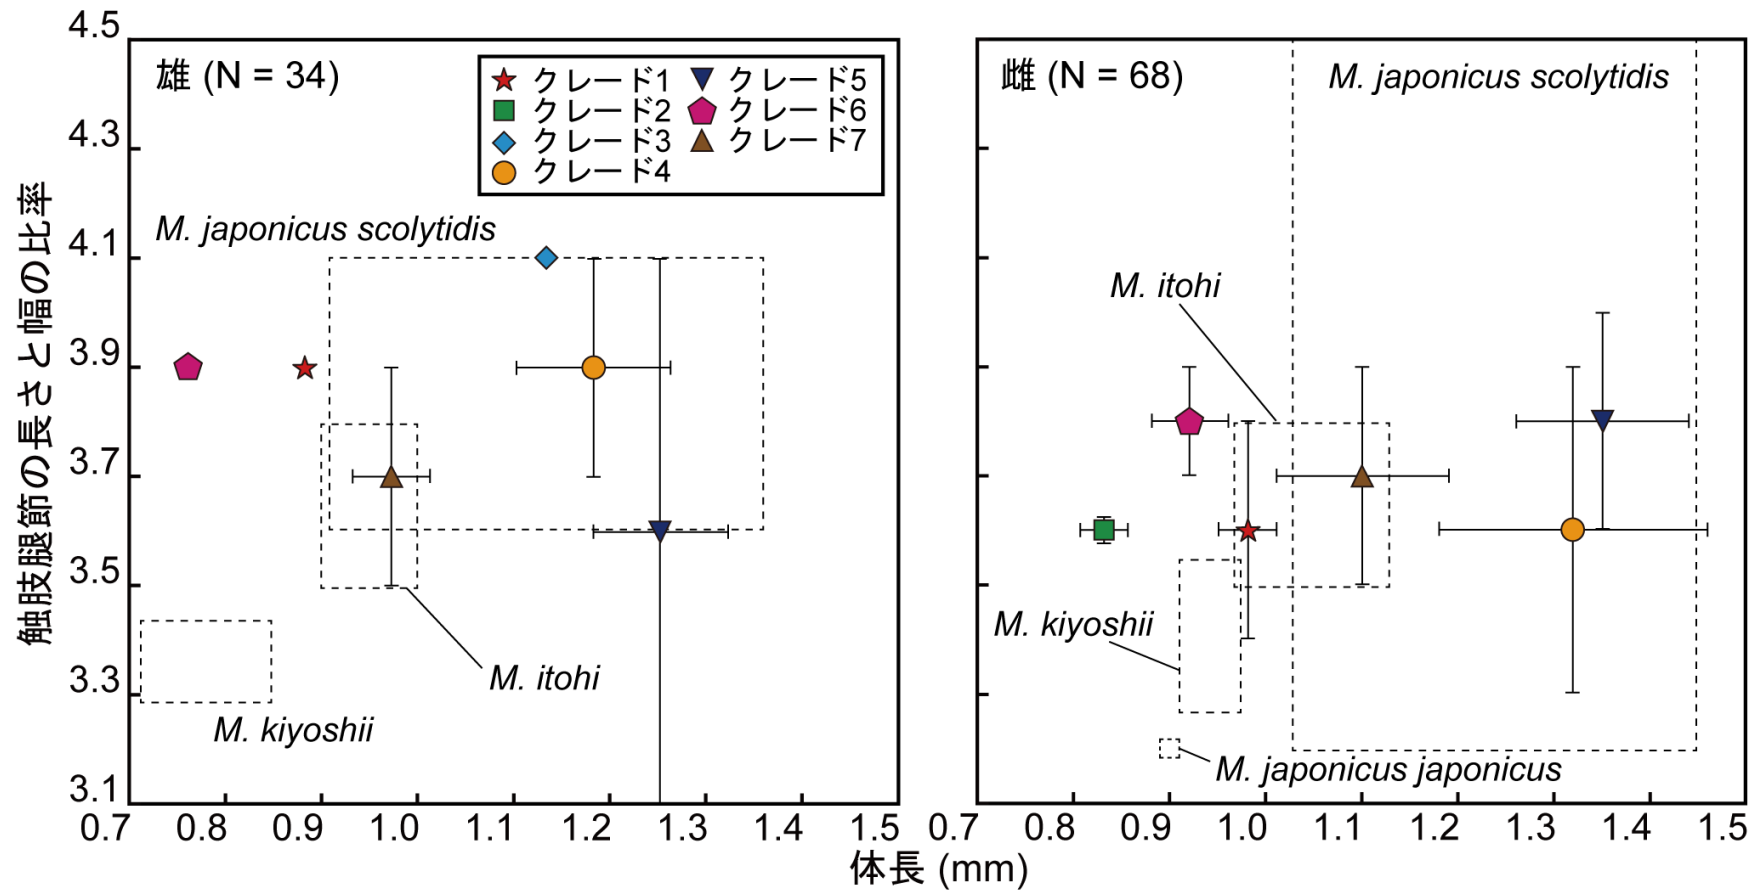 触肢腿節の長さと幅の比率
4.5
4.3
4.1
3.9
3.7
3.5
3.3
3.1
雄 (N = 34)
クレード1
クレード2
クレード3
クレード4
クレード5
クレード6
クレード7
M. japonicus scolytidis
M. itohi
M. kiyoshii
0.7 0.8 0.9 1.0 1.1 1.2 1.3 1.4 1.5
雌 (N = 68)
M. japonicus scolytidis
M. itohi
M. kiyoshii
M. japonicus japonicus
0.7 0.8 0.9 1.0 1.1 1.2 1.3 1.4 1.5
体長 (mm)